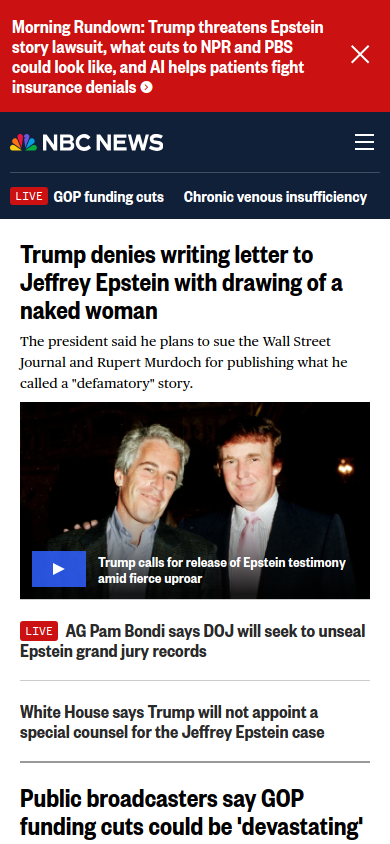 Morning Rundown: Trump threatens Epstein
story lawsuit, what cuts to NPR and PBS
could look like, and AI helps patients fight
insurance denials
NBC NEWS
LIVE GOP funding cuts Chronic venous insufficiency
Trump denies writing letter to
Jeffrey Epstein with drawing of a
naked woman
The president said he plans to sue the Wall Street
Journal and Rupert Murdoch for publishing what he
called a "defamatory" story.
Trump calls for release of Epstein testimony
amid fierce uproar
LIVE AG Pam Bondi says DOJ will seek to unseal
Epstein grand jury records
White House says Trump will not appoint a
special counsel for the Jeffrey Epstein case
Public broadcasters say GOP
funding cuts could be 'devastating'